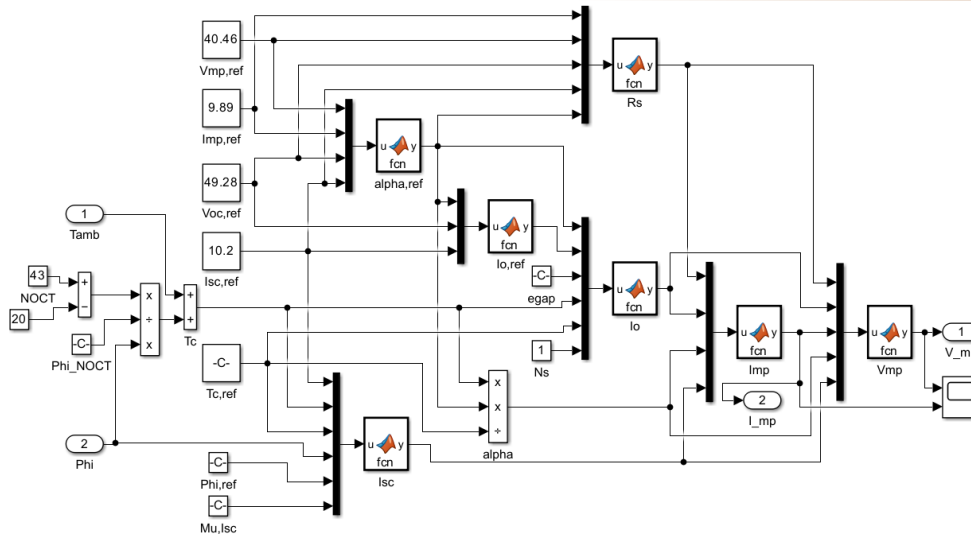 40.46
Vmp,ref
9.89
Imp,ref
49.28
Voc,ref
10.2
Isc,ref
1
Tamb
43
NOCT
20
+
−
-C-
Phi_NOCT
x
÷
x
+
+
Tc
-C-
Tc,ref
2
Phi
-C-
Phi,ref
-C-
Mu,Isc
u y
fcn
alpha,ref
u y
fcn
Io,ref
-C-
egap
1
Ns
u y
fcn
Rs
u y
fcn
Io
u y
fcn
Isc
x
x
÷
alpha
u y
fcn
Imp
2
I_mp
u y
fcn
Vmp
1
V_m